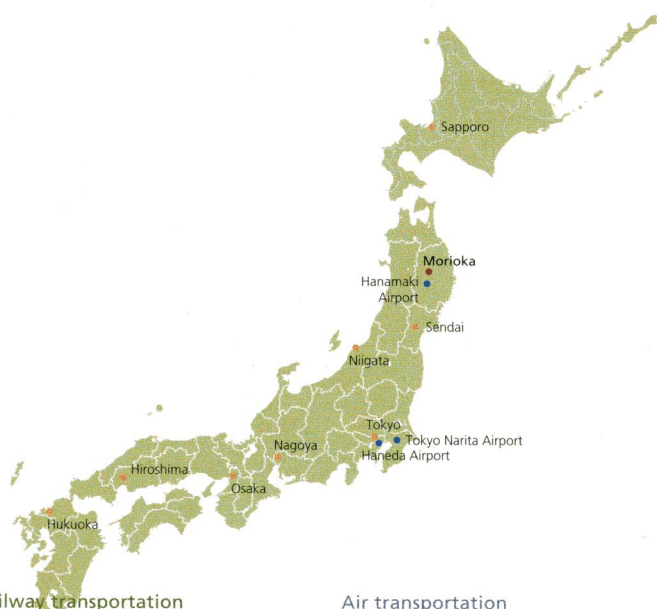 Sapporo
Morioka
Hanamaki
Airport
Sendai
Niigata
Tokyo
Tokyo Narita Airport
Haneda Airport
Nagoya
Hiroshima
Osaka
Hukuoka
ilway transportation
Air transportation